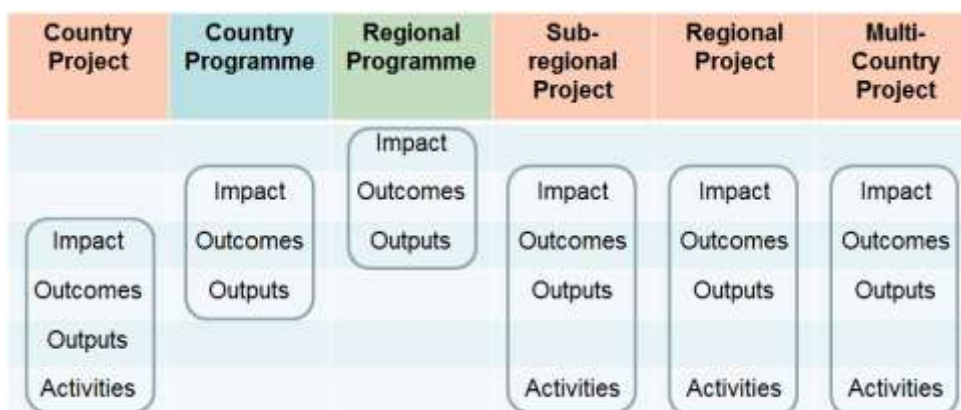 Country Project
Country Programme
Regional Programme
Sub-regional Project
Regional Project
Multi-Country Project
Impact
Impact Outcomes Impact Impact Impact
Impact Outcomes Outputs Outcomes Outcomes Outcomes
Outcomes Outputs Outputs Outputs Outputs
Outputs
Activities Activities Activities Activities